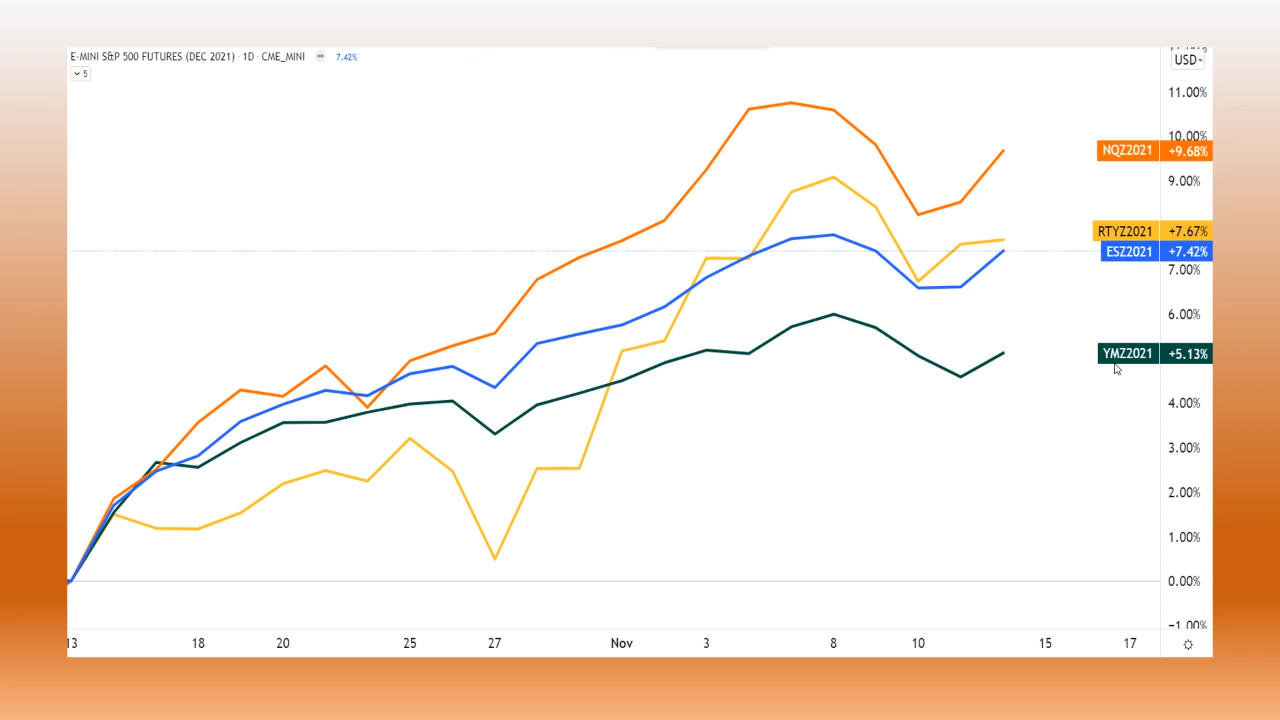 E-MINI S&P 500 FUTURES (DEC 2021) · 1D · CME_MINI 7.42%
5
USD
11.00%
10.00%
NQZ2021 +9.68%
9.00%
RTYZ2021 +7.67%
ESZ2021 +7.42%
7.00%
6.00%
YMZ2021 +5.13%
4.00%
3.00%
2.00%
1.00%
0.00%
−1.00%
13 18 20 25 27 Nov 3 8 10 15 17